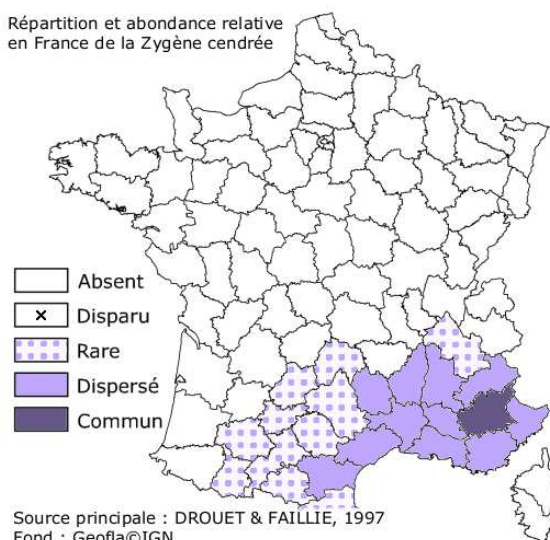 Répartition et abondance relative
en France de la Zygène cendrée
Absent
Disparu
Rare
Dispersé
Commun
Source principale : DROUET & FAILLIE, 1997
Fond : Geofla©IGN